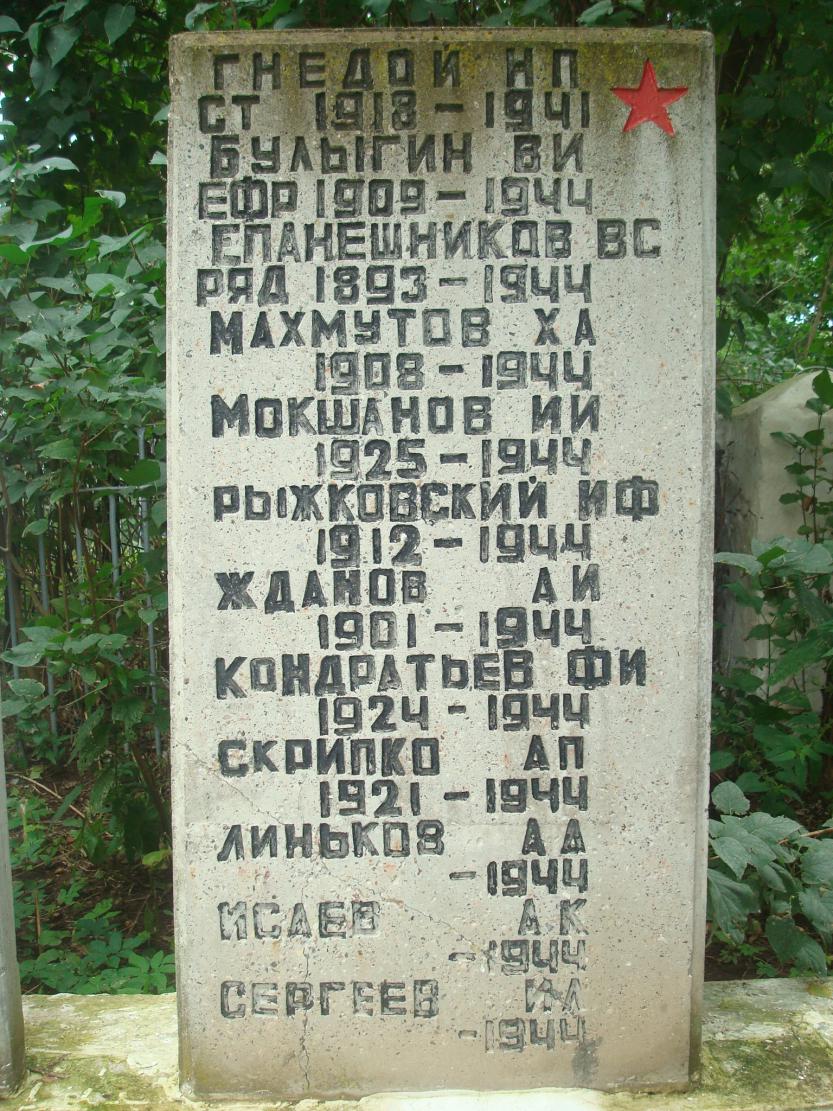 ГНЕДОЙ НП
СТ 1918 - 1941
БУЛЫГИН ВИ
ЕФР 1909 - 1944
ЕПАНЕШНИКОВ ВС
РЯД 1893 - 1944
МАХМУТОВ ХА
1908 - 1944
МОКШАНОВ ИИ
1925 - 1944
РЫЖКОВСКИЙ ИФ
1912 - 1944
ЖДАНОВ АИ
1901 - 1944
КОНДРАТЬЕВ ФИ
1924 - 1944
СКРИПКО АП
1921 - 1944
ЛИНЬКОВ АА
- 1944
ИСАЕВ АК
- 1944
СЕРГЕЕВ ИЛ
- 1944